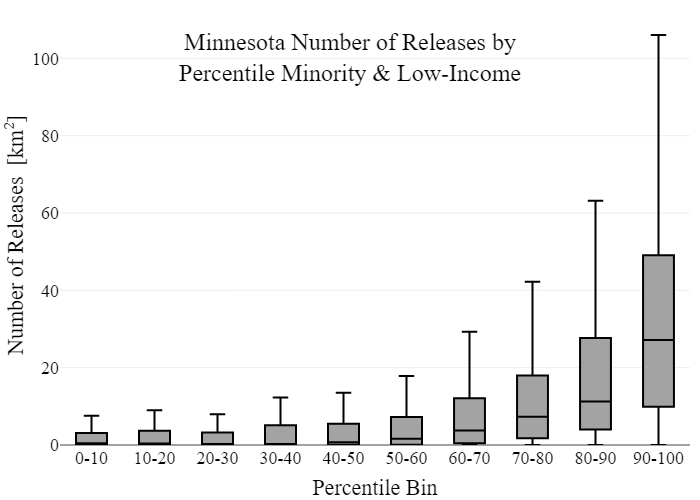 Minnesota Number of Releases by
Percentile Minority & Low-Income
Number of Releases [km²]
100
80
60
40
20
0
0-10 10-20 20-30 30-40 40-50 50-60 60-70 70-80 80-90 90-100
Percentile Bin